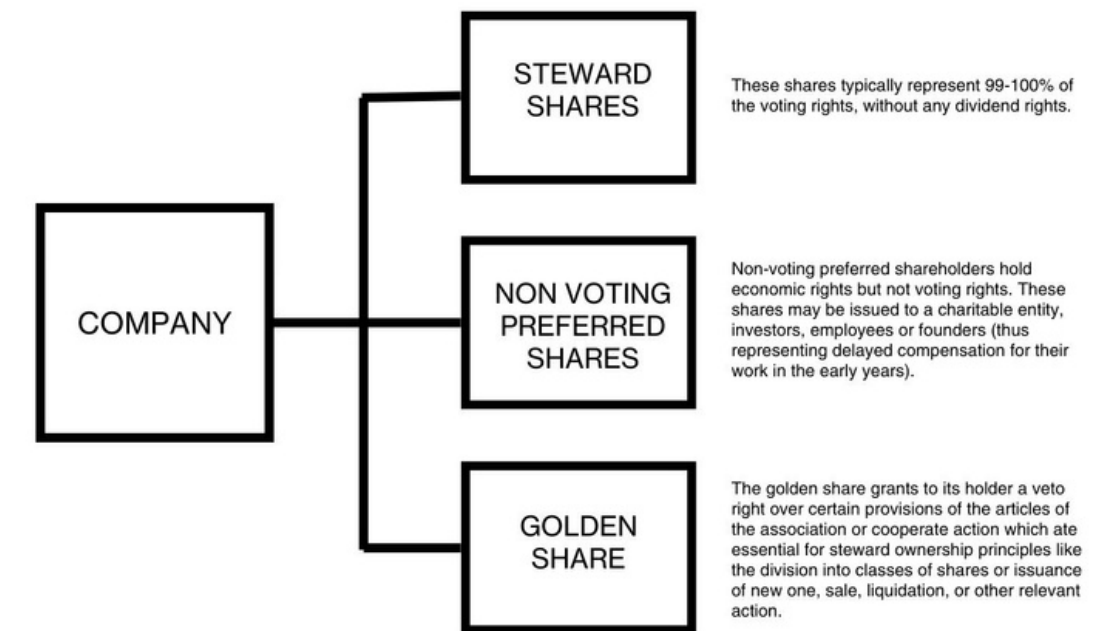 STEWARD
SHARES
These shares typically represent 99-100% of
the voting rights, without any dividend rights.
COMPANY
NON VOTING
PREFERRED
SHARES
Non-voting preferred shareholders hold
economic rights but not voting rights. These
shares may be issued to a charitable entity,
investors, employees or founders (thus
representing delayed compensation for their
work in the early years).
GOLDEN
SHARE
The golden share grants to its holder a veto
right over certain provisions of the articles of
the association or cooperate action which ate
essential for steward ownership principles like
the division into classes of shares or issuance
of new one, sale, liquidation, or other relevant
action.